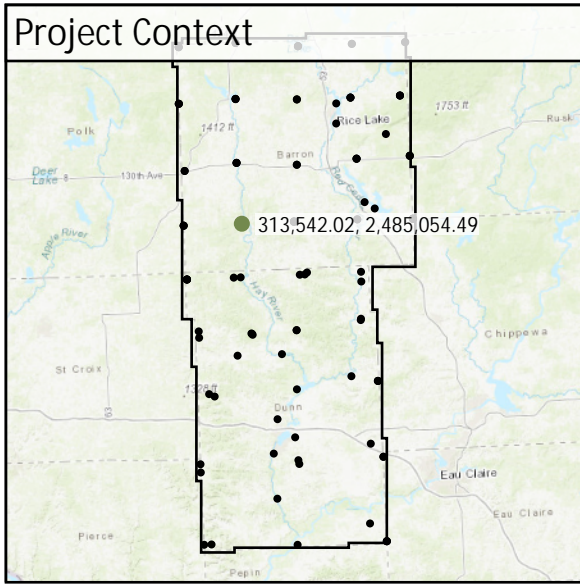 Project Context
63
1753 ft
Polk
1412 ft
Rice Lake
Rusk
Barron
Deer
Lake 8
130th Ave
Red Cedar
313,542.02, 2,485,054.49
Apple River
Hay River
Chippewa
St Croix
1328 ft
63
Dunn
Eau Claire
Eau Claire
Pierce
Pepin